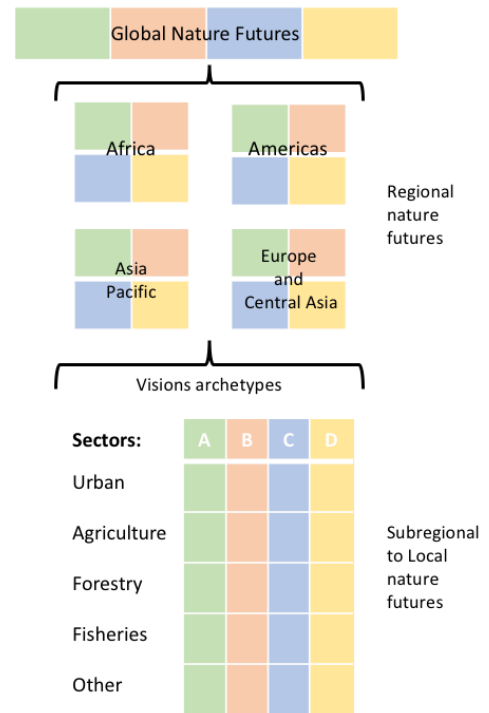 Global Nature Futures
Africa
Americas
Regional
nature
futures
Asia
Pacific
Europe
and
Central Asia
Visions archetypes
Sectors: A B C D
Urban
Agriculture
Forestry
Fisheries
Other
Subregional
to Local
nature
futures